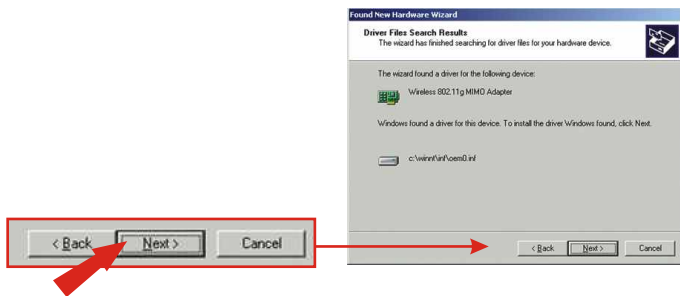 Found New Hardware Wizard
Driver Files Search Results
The wizard has finished searching for driver files for your hardware device.
The wizard found a driver for the following device:
Wireless 802.11g MIMO Adapter
Windows found a driver for this device. To install the driver Windows found, click Next.
c:\winnt\inf\oem0.inf
< Back Next > Cancel
< Back Next > Cancel